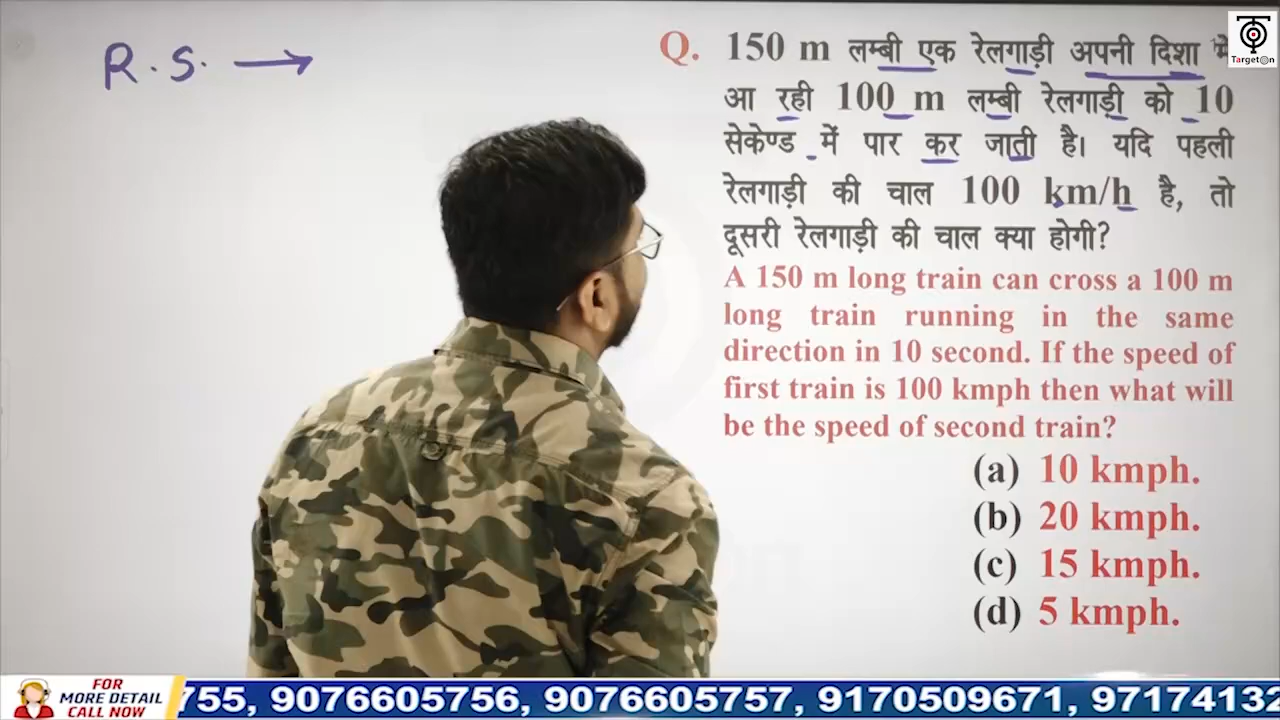 R.S. →
Q. 150 m लम्बी एक रेलगाड़ी अपनी दिशा में
आ रही 100 m लम्बी रेलगाड़ी को 10
सेकेण्ड में पार कर जाती है। यदि पहली
रेलगाड़ी की चाल 100 km/h है, तो
दूसरी रेलगाड़ी की चाल क्या होगी?
A 150 m long train can cross a 100 m
long train running in the same
direction in 10 second. If the speed of
first train is 100 kmph then what will
be the speed of second train?
(a) 10 kmph.
(b) 20 kmph.
(c) 15 kmph.
(d) 5 kmph.
TargetOn
FOR
MORE DETAIL
CALL NOW
755, 9076605756, 9076605757, 9170509671, 97174132